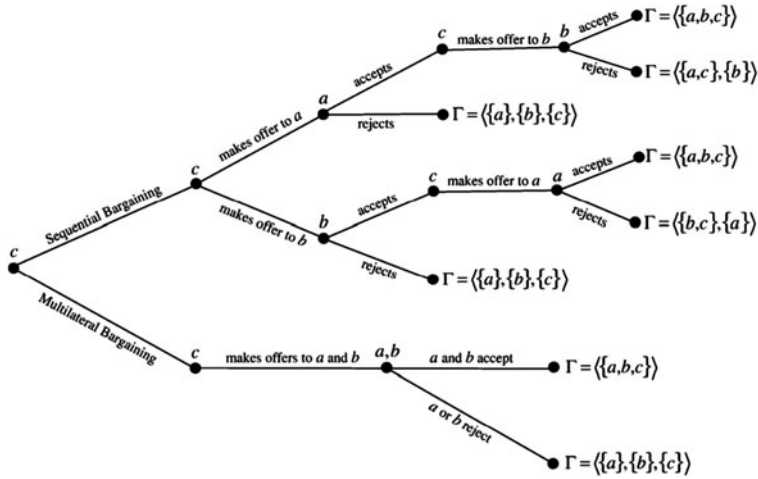 c makes offer to b b accepts Γ = ⟨{a,b,c}⟩
rejects Γ = ⟨{a,c},{b}⟩
accepts
a rejects Γ = ⟨{a},{b},{c}⟩
makes offer to a
c
Sequential Bargaining
makes offer to b
c makes offer to a a accepts Γ = ⟨{a,b,c}⟩
rejects Γ = ⟨{b,c},{a}⟩
accepts
b
rejects Γ = ⟨{a},{b},{c}⟩
c
Multilateral Bargaining
c makes offers to a and b a,b a and b accept Γ = ⟨{a,b,c}⟩
a or b reject
Γ = ⟨{a},{b},{c}⟩